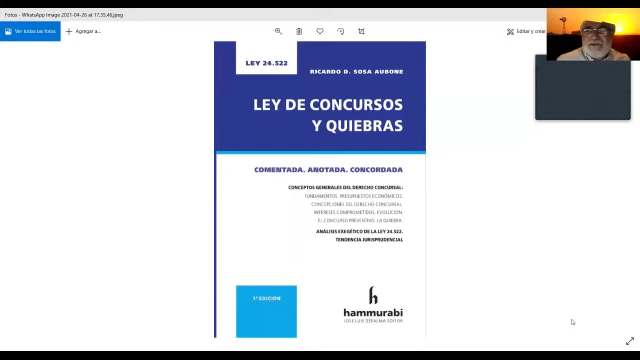 Fotos - WhatsApp Image 2021-04-26 at 17.35.46.jpeg
Ver todas las fotos
Agregar a...
Editar y crear
LEY 24.522
RICARDO D. SOSA AUBONE
LEY DE CONCURSOS
Y QUIEBRAS
COMENTADA. ANOTADA. CONCORDADA
CONCEPTOS GENERALES DEL DERECHO CONCURSAL:
FUNDAMENTOS. PRESUPUESTOS ECONÓMICOS.
CONCEPCIONES DEL DERECHO CONCURSAL.
INTERESES COMPROMETIDOS. EVOLUCIÓN.
EL CONCURSO PREVENTIVO. LA QUIEBRA.
ANÁLISIS EXEGÉTICO DE LA LEY 24.522.
TENDENCIA JURISPRUDENCIAL
1ª EDICIÓN
h
hammurabi
JOSE LUIS DEPALMA EDITOR